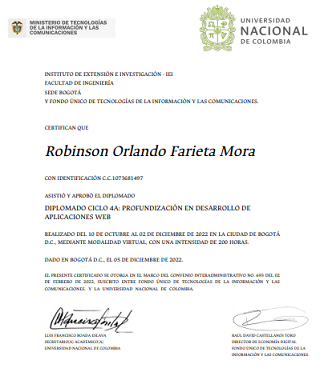 MINISTERIO DE TECNOLOGÍAS
DE LA INFORMACIÓN Y LAS
COMUNICACIONES
UNIVERSIDAD
NACIONAL
DE COLOMBIA
INSTITUTO DE EXTENSIÓN E INVESTIGACIÓN - IEI
FACULTAD DE INGENIERÍA
SEDE BOGOTÁ
Y FONDO ÚNICO DE TECNOLOGÍAS DE LA INFORMACIÓN Y LAS COMUNICACIONES.
CERTIFICAN QUE
Robinson Orlando Farieta Mora
CON IDENTIFICACIÓN C.C.1073681497
ASISTIÓ Y APROBÓ EL DIPLOMADO
DIPLOMADO CICLO 4A: PROFUNDIZACIÓN EN DESARROLLO DE
APLICACIONES WEB
REALIZADO DEL 10 DE OCTUBRE AL 02 DE DICIEMBRE DE 2022 EN LA CIUDAD DE BOGOTÁ
D.C., MEDIANTE MODALIDAD VIRTUAL, CON UNA INTENSIDAD DE 200 HORAS.
DADO EN BOGOTÁ D.C., EL 05 DE DICIEMBRE DE 2022.
EL PRESENTE CERTIFICADO SE OTORGA EN EL MARCO DEL CONVENIO INTERADMINISTRATIVO NO. 693 DEL 02
DE FEBRERO DE 2022, SUSCRITO ENTRE FONDO ÚNICO DE TECNOLOGÍAS DE LA INFORMACIÓN Y LAS
COMUNICACIONES Y LA UNIVERSIDAD NACIONAL DE COLOMBIA.
LUIS FRANCISCO BOADA ESLAVA
SECRETARIO(A) ACADÉMICO(A)
UNIVERSIDAD NACIONAL DE COLOMBIA
RAÚL DAVID CASTELLANOS TORO
DIRECTOR DE ECONOMÍA DIGITAL
FONDO ÚNICO DE TECNOLOGÍAS DE LA
INFORMACIÓN Y LAS COMUNICACIONES.